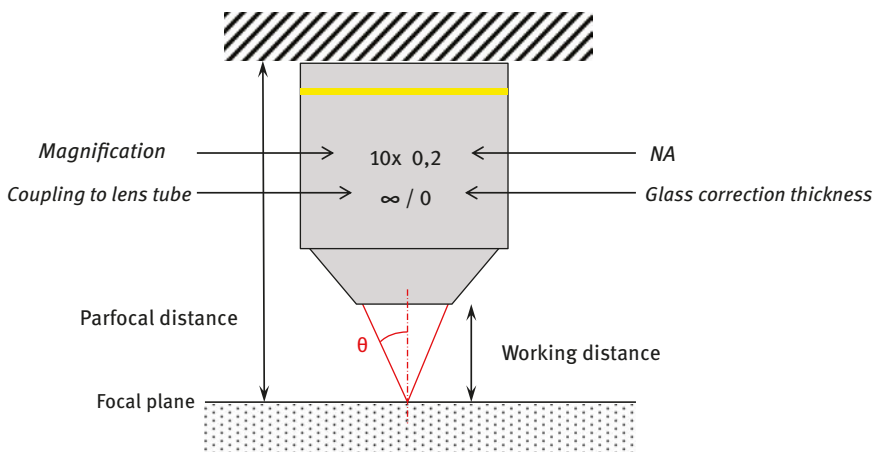 Magnification
10x 0,2
NA
Coupling to lens tube
∞ / 0
Glass correction thickness
Parfocal distance
θ
Working distance
Focal plane